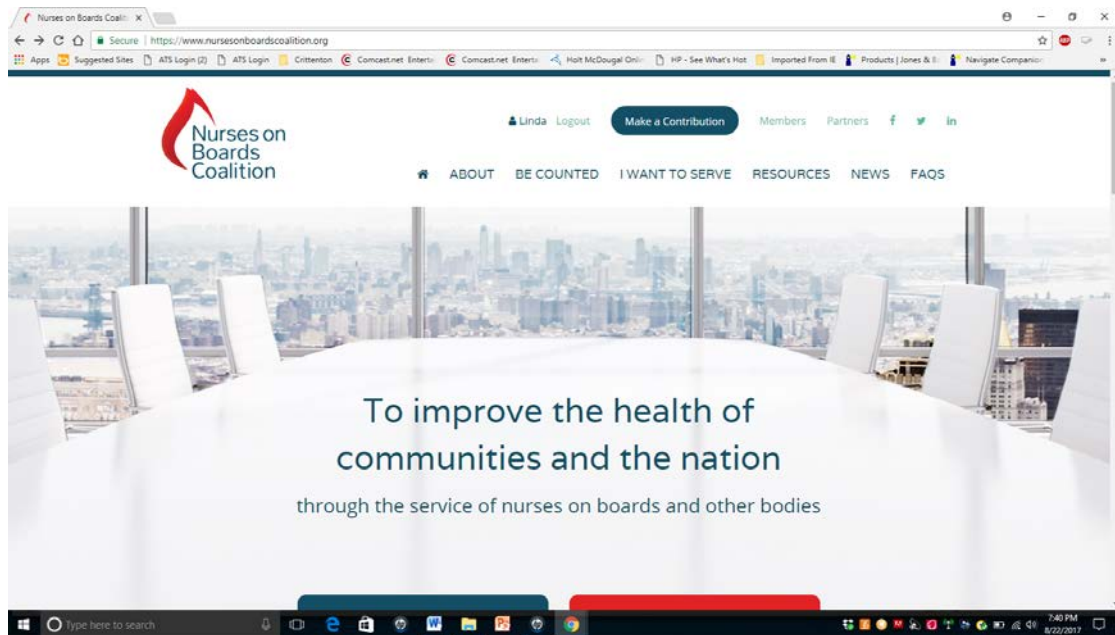 Nurses on Boards Coaliti
Secure | https://www.nursesonboardscoalition.org
Apps Suggested Sites ATS Login (2) ATS Login Crittenton Comcast.net Enterta Comcast.net Enterta Holt McDougal Onlin HP - See What's Hot Imported From IE Products | Jones & B Navigate Companion
Nurses on
Boards
Coalition
Linda Logout Make a Contribution Members Partners f in
ABOUT BE COUNTED I WANT TO SERVE RESOURCES NEWS FAQS
To improve the health of
communities and the nation
through the service of nurses on boards and other bodies
Type here to search
7:40 PM
8/22/2017